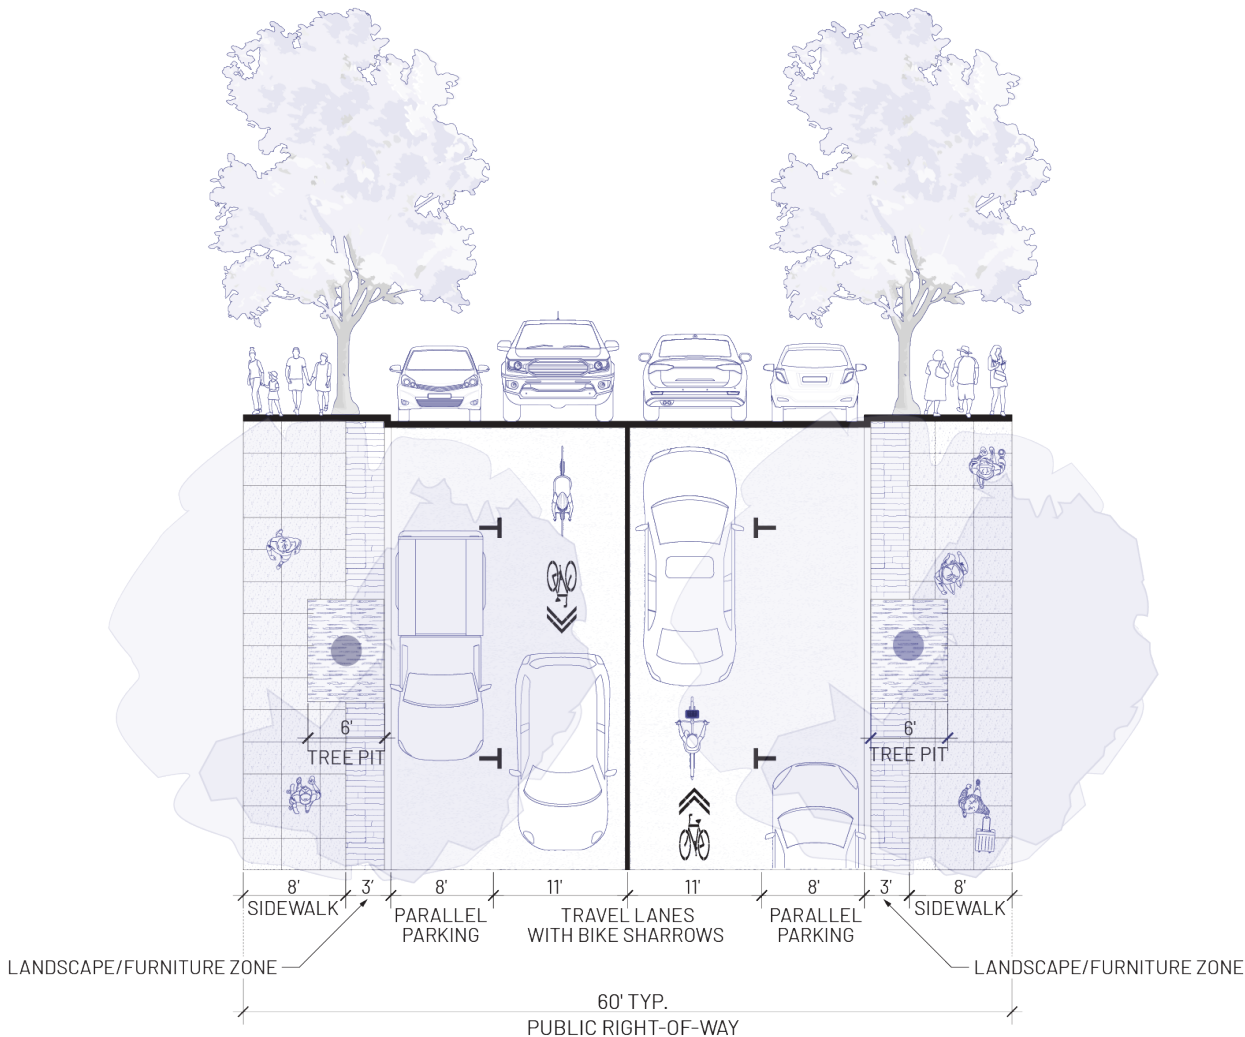 6'
TREE PIT
6'
TREE PIT
8'
3'
8'
11'
11'
8'
3'
8'
SIDEWALK
PARALLEL
PARKING
TRAVEL LANES
WITH BIKE SHARROWS
PARALLEL
PARKING
SIDEWALK
LANDSCAPE/FURNITURE ZONE
LANDSCAPE/FURNITURE ZONE
60' TYP.
PUBLIC RIGHT-OF-WAY